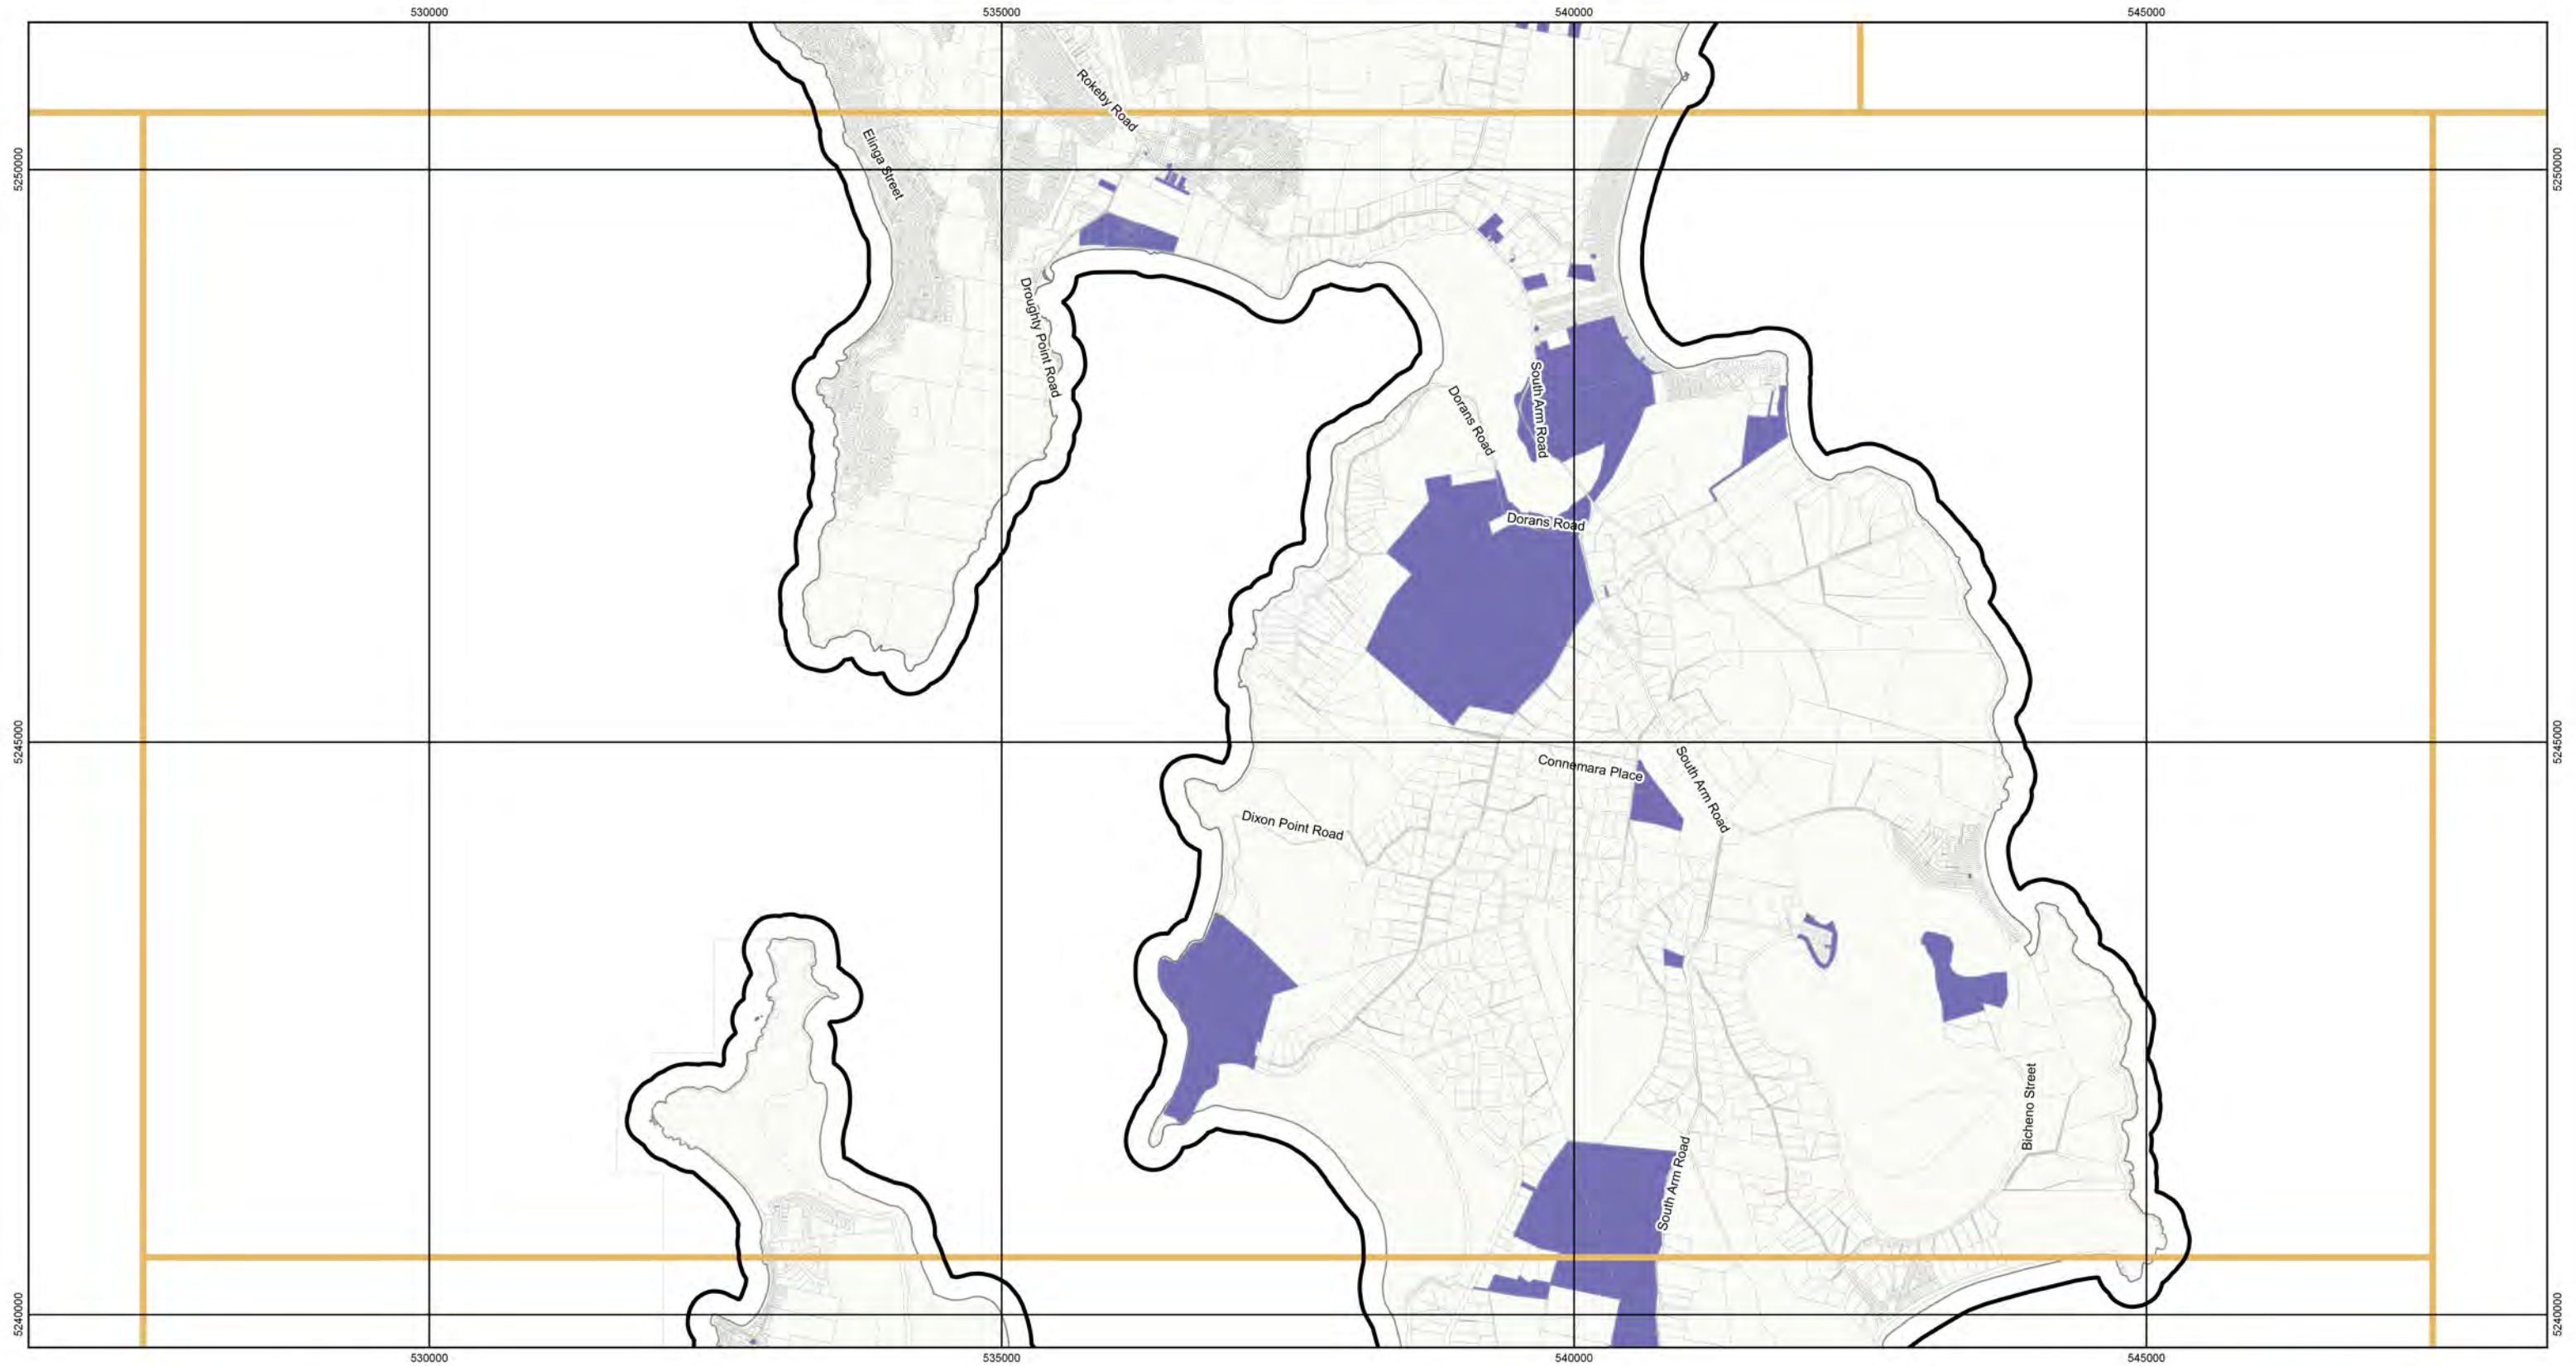 530000
535000
540000
545000
Rokeby Road
Elinga Street
5250000
5250000
Droughty Point Road
South Arm Road
Dorans Road
Dorans Road
5245000
5245000
Connemara Place
South Arm Road
Dixon Point Road
Bicheno Street
South Arm Road
5240000
5240000
530000
535000
540000
545000